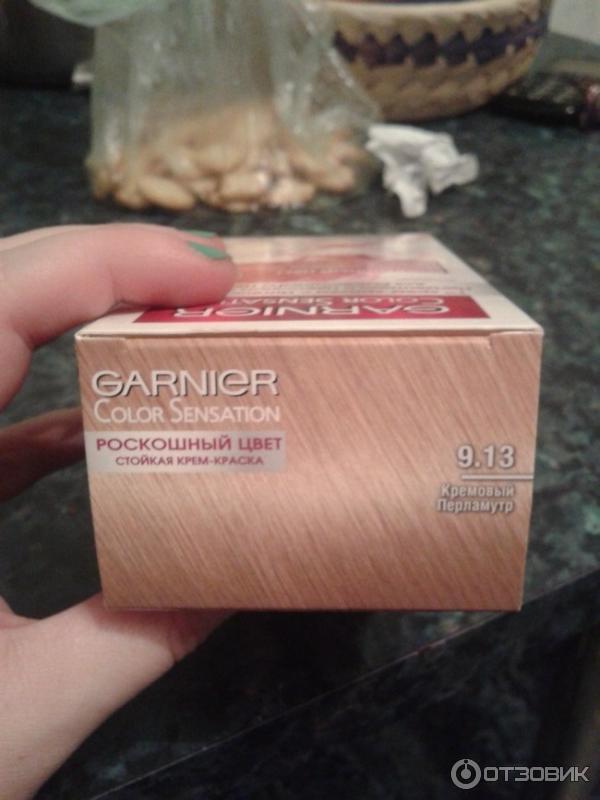 GARNIER
COLOR SENSATION
GARNIER
COLOR SENSATION
РОСКОШНЫЙ ЦВЕТ
СТОЙКАЯ КРЕМ-КРАСКА
9.13
Кремовый
Перламутр
ОТЗОВИК